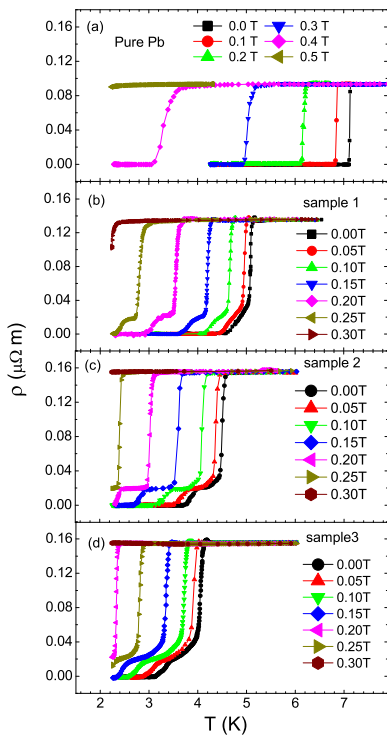 (a)
Pure Pb
0.0 T
0.3 T
0.1 T
0.4 T
0.2 T
0.5 T
0.16
0.12
0.08
0.04
0.00
(b)
sample 1
0.00T
0.05T
0.10T
0.15T
0.20T
0.25T
0.30T
0.16
0.12
0.08
0.04
0.00
(c)
sample 2
0.00T
0.05T
0.10T
0.15T
0.20T
0.25T
0.30T
0.16
0.12
0.08
0.04
0.00
(d)
sample3
0.00T
0.05T
0.10T
0.15T
0.20T
0.25T
0.30T
0.16
0.12
0.08
0.04
0.00
2 3 4 5 6 7
T (K)
ρ (μΩ m)